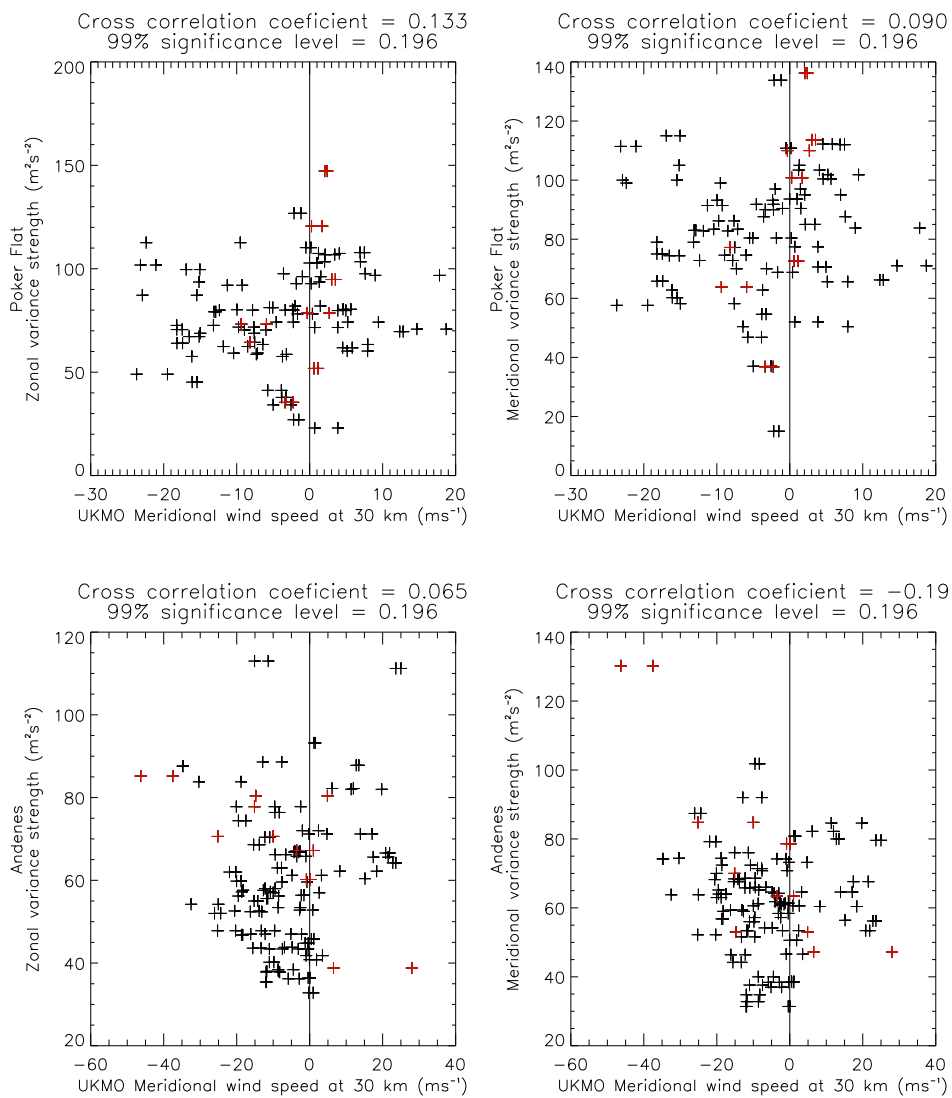 Cross correlation coeficient = 0.133
99% significance level = 0.196
200
150
100
50
0
Poker Flat
Zonal variance strength (m²s⁻²)
−30 −20 −10 0 10 20
UKMO Meridional wind speed at 30 km (ms⁻¹)
Cross correlation coeficient = 0.090
99% significance level = 0.196
140
120
100
80
60
40
20
0
Poker Flat
Meridional variance strength (m²s⁻²)
−30 −20 −10 0 10 20
UKMO Meridional wind speed at 30 km (ms⁻¹)
Cross correlation coeficient = 0.065
99% significance level = 0.196
120
100
80
60
40
20
Andenes
Zonal variance strength (m²s⁻²)
−60 −40 −20 0 20 40
UKMO Meridional wind speed at 30 km (ms⁻¹)
Cross correlation coeficient = −0.19
99% significance level = 0.196
140
120
100
80
60
40
20
Andenes
Meridional variance strength (m²s⁻²)
−60 −40 −20 0 20 40
UKMO Meridional wind speed at 30 km (ms⁻¹)